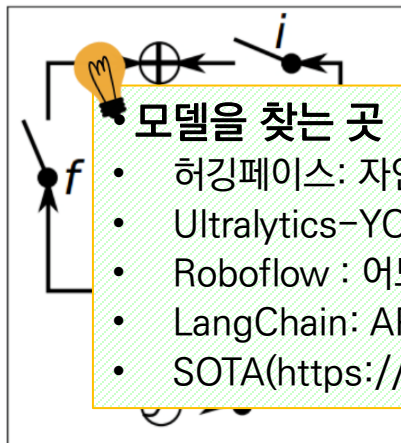 i
모델을 찾는 곳
f
허깅페이스: 자
Ultralytics-YO
Roboflow : 어
LangChain: A
SOTA(https://